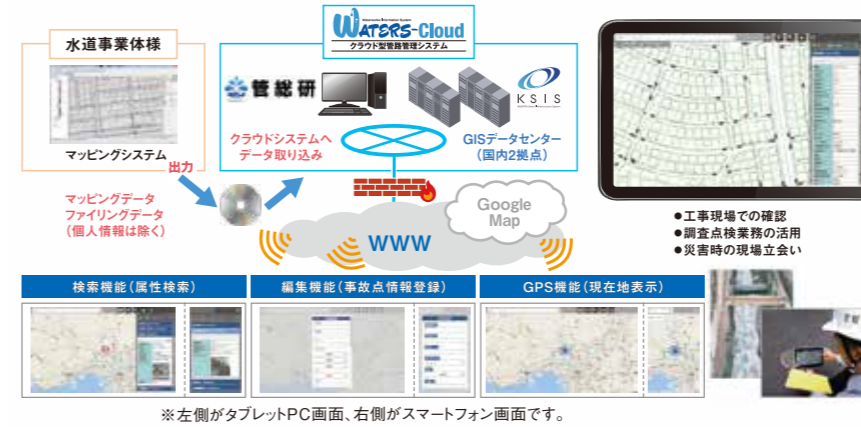 WATERS-Cloud
クラウド型管路管理システム
水道事業体様
マッピングシステム
出力
マッピングデータ
ファイリングデータ
（個人情報は除く）
管総研
KSIS
クラウドシステムへ
データ取り込み
GISデータセンター
（国内2拠点）
WWW
Google
Map
●工事現場での確認
●調査点検業務の活用
●災害時の現場立会い
検索機能（属性検索）
編集機能（事故点情報登録）
GPS機能（現在地表示）
※左側がタブレットPC画面、右側がスマートフォン画面です。